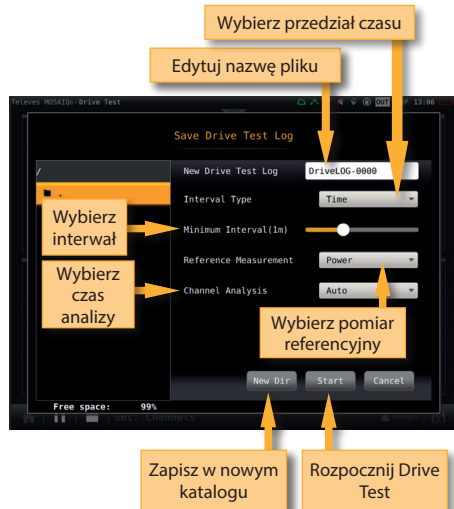 Wybierz przedział czasu
Edytuj nazwę pliku
Televes MOSAIQ6-Drive Test
OUT
13:06
Save Drive Test Log
/
New Drive Test Log
DriveLOG-0000
.
Interval Type
Time
Wybierz
interwał
Minimum Interval(1m)
Reference Measurement
Power
Wybierz
czas
analizy
Channel Analysis
Auto
Wybierz pomiar
referencyjny
New Dir
Start
Cancel
Free space:
99%
Set. Channels
Zapisz w nowym
katalogu
Rozpocznij Drive
Test